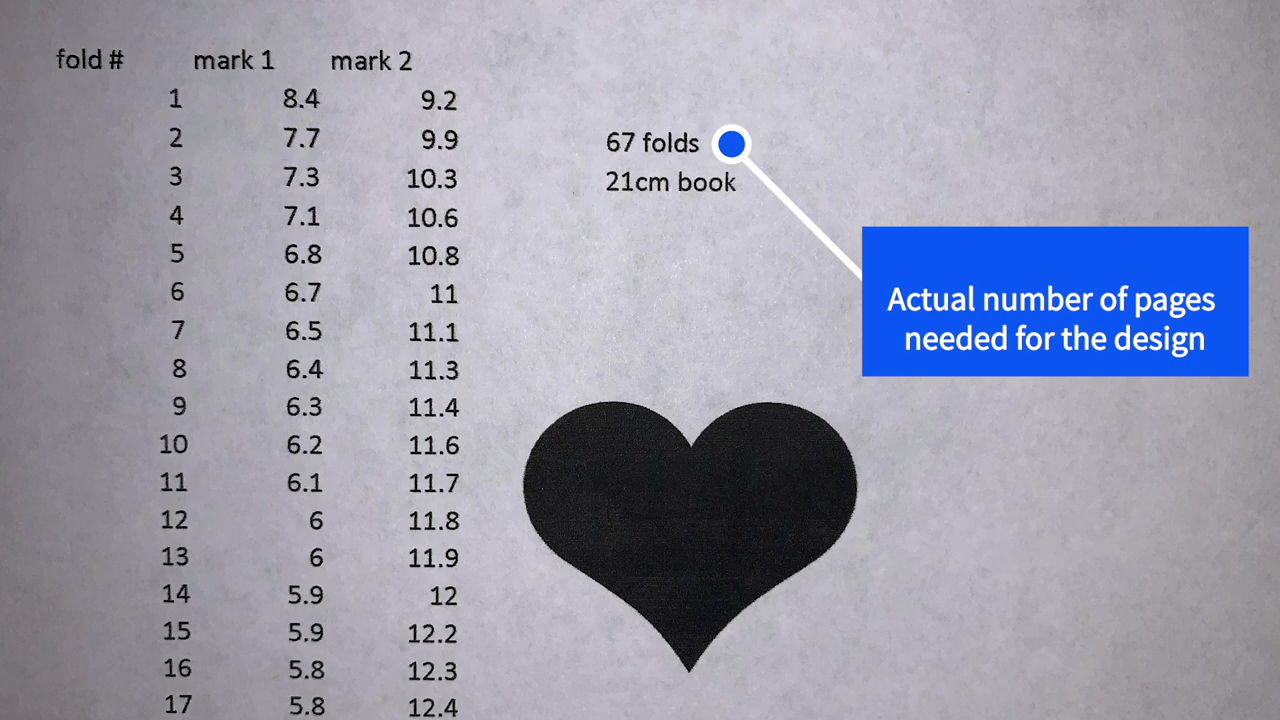 fold # mark 1 mark 2
1 8.4 9.2
2 7.7 9.9
3 7.3 10.3
4 7.1 10.6
5 6.8 10.8
6 6.7 11
7 6.5 11.1
8 6.4 11.3
9 6.3 11.4
10 6.2 11.6
11 6.1 11.7
12 6 11.8
13 6 11.9
14 5.9 12
15 5.9 12.2
16 5.8 12.3
17 5.8 12.4
67 folds
21cm book
Actual number of pages
needed for the design